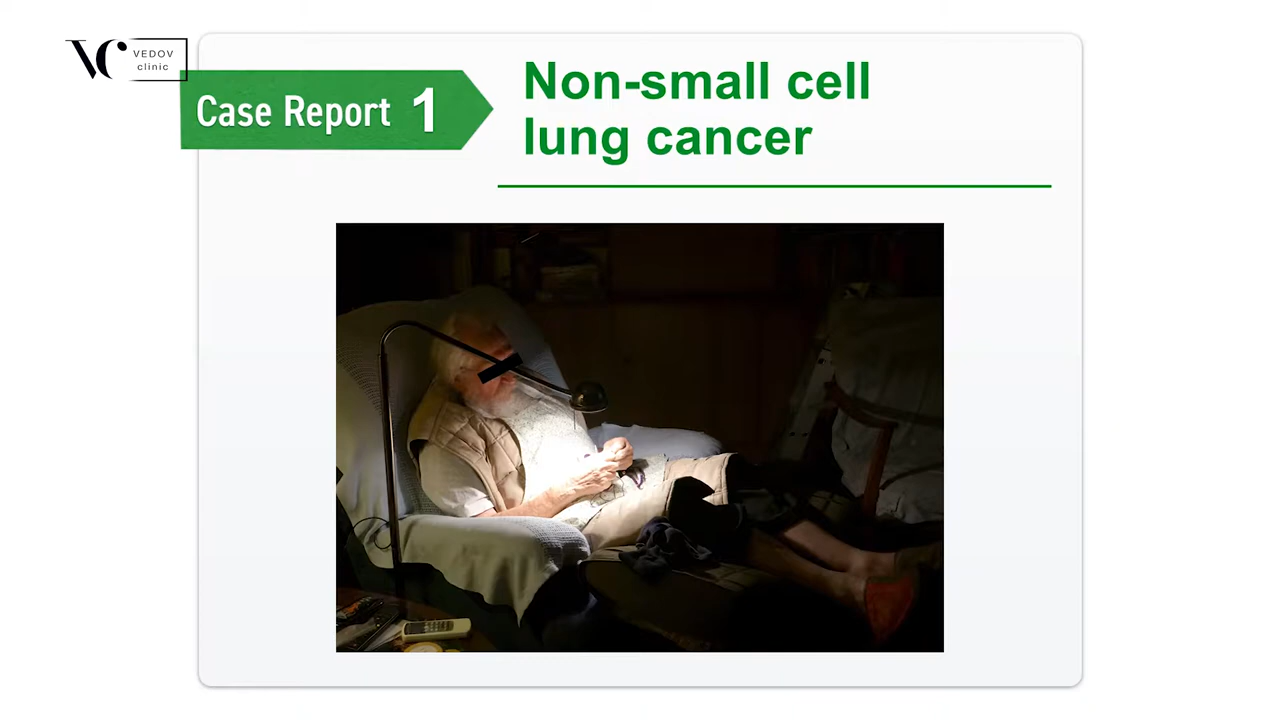 VC
VEDOV
clinic
Case Report 1
Non-small cell
lung cancer